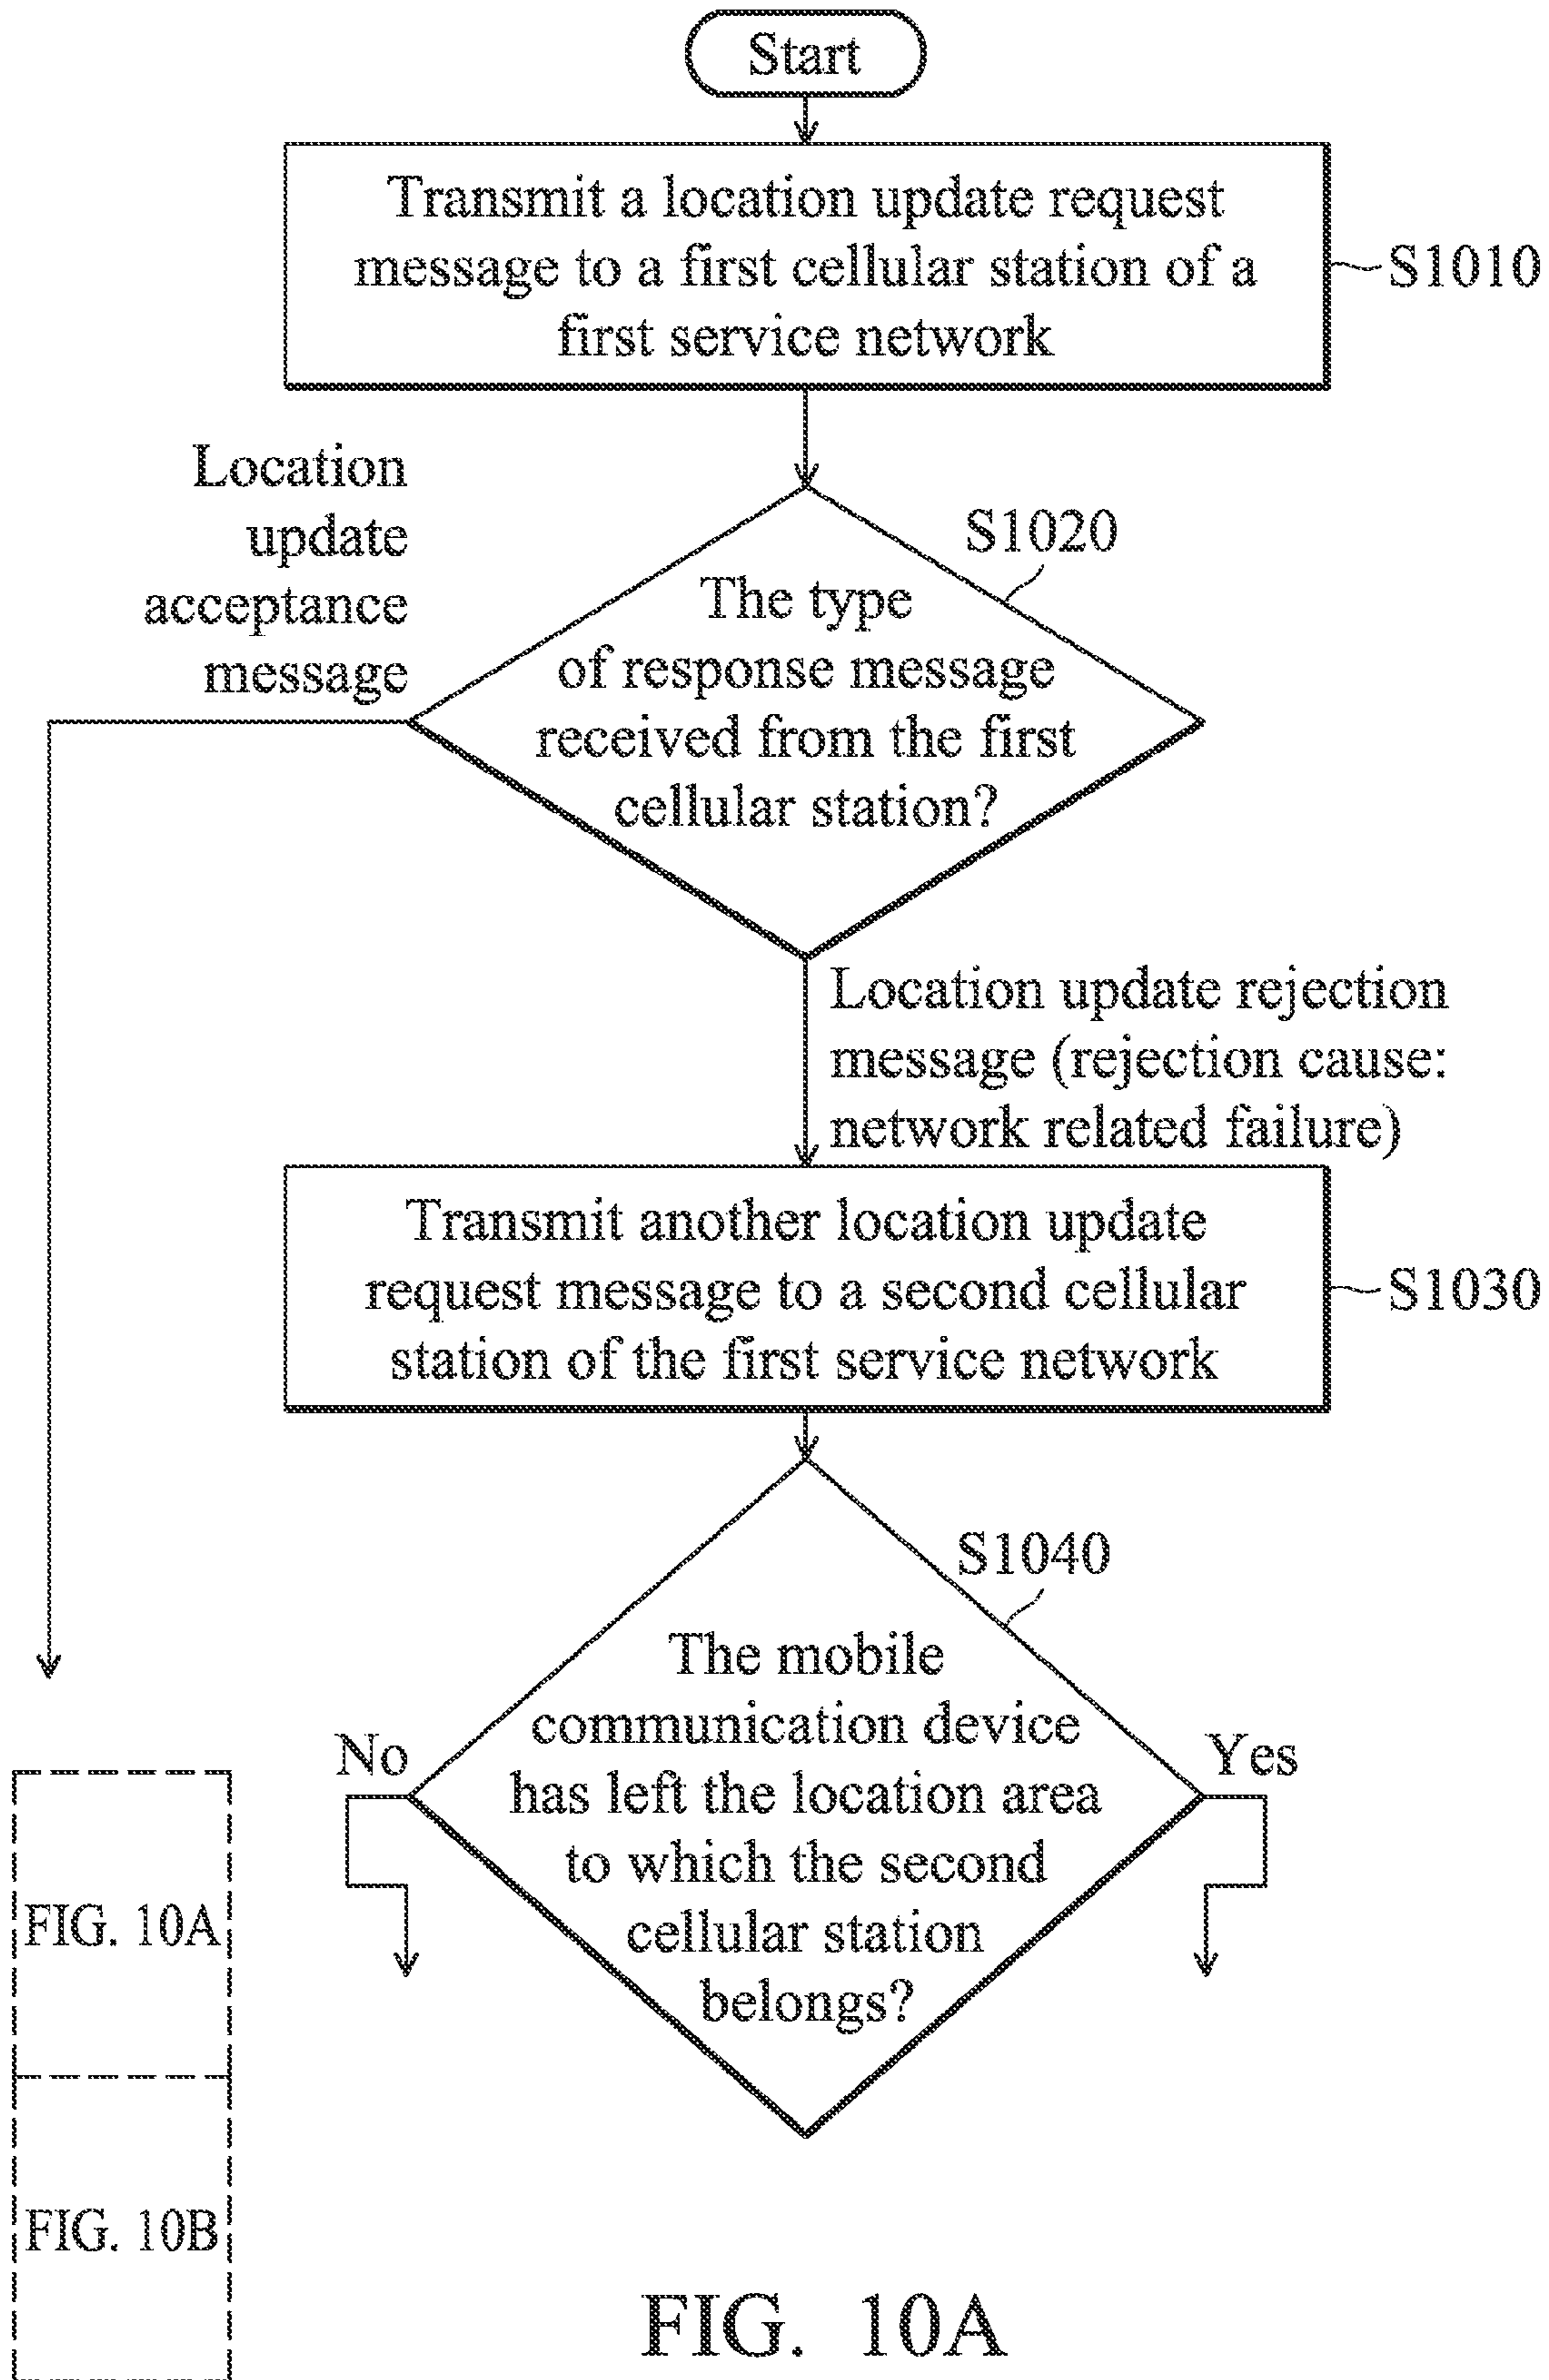 Start
Transmit a location update request
message to a first cellular station of a
first service network
S1010
Location
update
acceptance
message
S1020
The type
of response message
received from the first
cellular station?
Location update rejection
message (rejection cause:
network related failure)
Transmit another location update
request message to a second cellular
station of the first service network
S1030
S1040
The mobile
communication device
has left the location area
to which the second
cellular station
belongs?
No
Yes
FIG. 10A
FIG. 10B
FIG. 10A